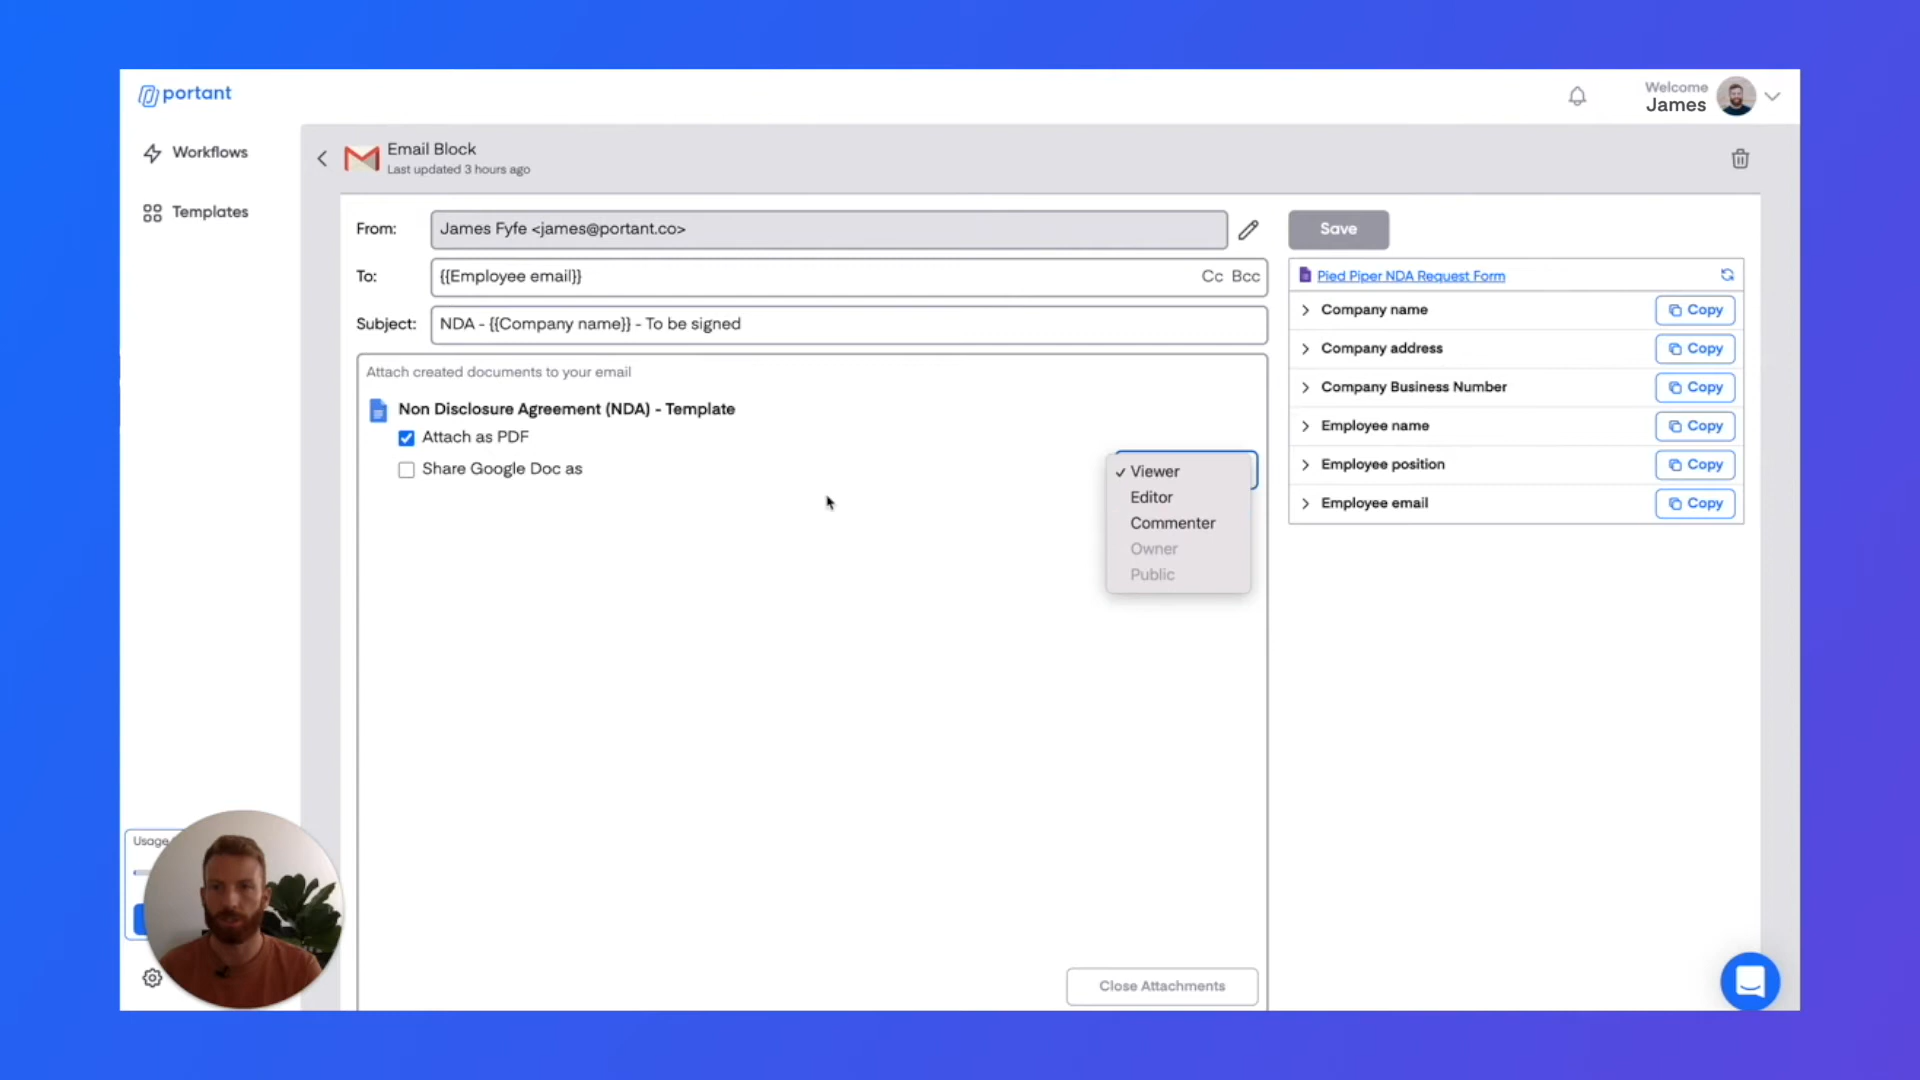 portant
Welcome
James
Workflows
Templates
Email Block
Last updated 3 hours ago
From:
James Fyfe <james@portant.co>
Save
To:
{{Employee email}}
Cc Bcc
Subject:
NDA - {{Company name}} - To be signed
Attach created documents to your email
Non Disclosure Agreement (NDA) - Template
Attach as PDF
Share Google Doc as
Viewer
Editor
Commenter
Owner
Public
Close Attachments
Pied Piper NDA Request Form
Company name
Copy
Company address
Copy
Company Business Number
Copy
Employee name
Copy
Employee position
Copy
Employee email
Copy
Usage